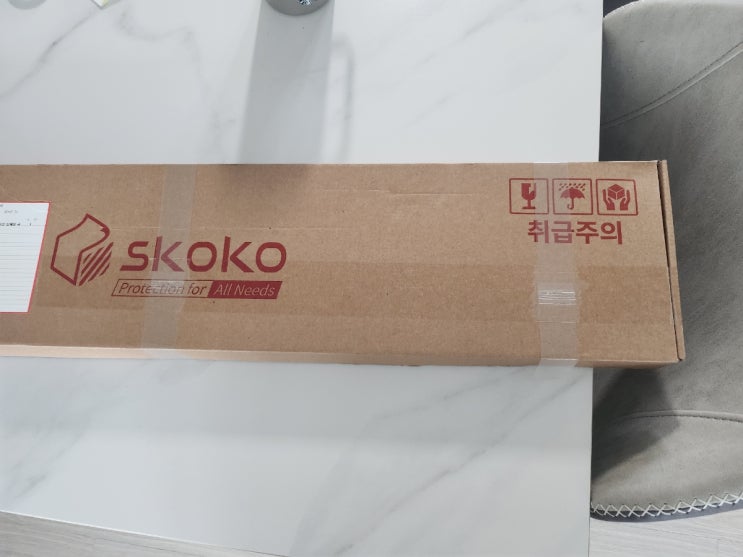 SKOKO
Protection for All Needs
취급주의